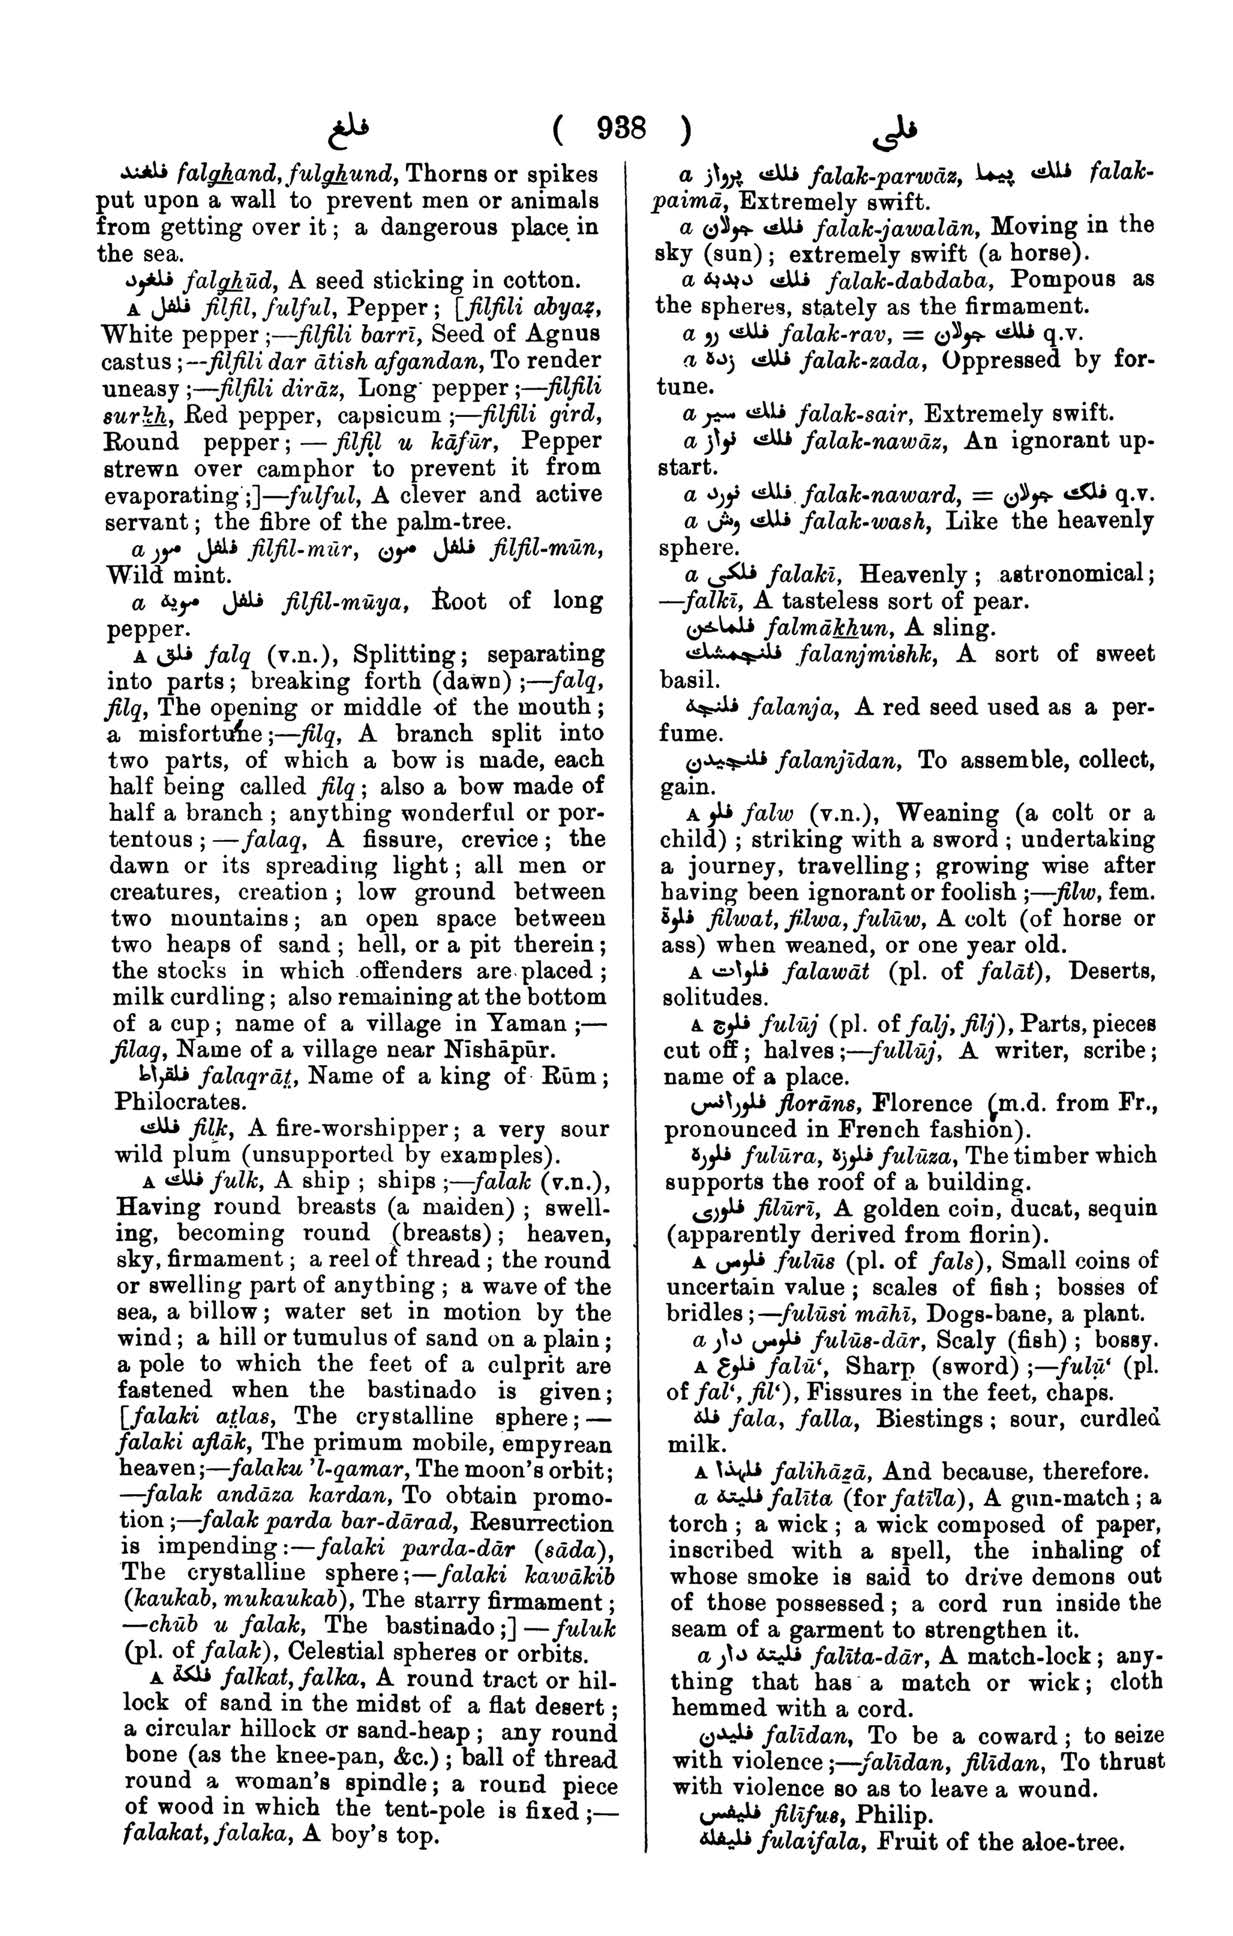 فلغ ( 938 ) فلی
فلغند falghand, fulghund, Thorns or spikes
put upon a wall to prevent men or animals
from getting over it; a dangerous place in
the sea.
فلغود falghūd, A seed sticking in cotton.
A فلفل filfil, fulful, Pepper; [filfili abyaẓ,
White pepper;—filfili barrī, Seed of Agnus
castus;—filfili dar ātish afgandan, To render
uneasy;—filfili dirāz, Long pepper;—filfili
surkh, Red pepper, capsicum;—filfili gird,
Round pepper;—filfil u kāfūr, Pepper
strewn over camphor to prevent it from
evaporating;]—fulful, A clever and active
servant; the fibre of the palm-tree.
a فلفل مور filfil-mūr, فلفل مون filfil-mūn,
Wild mint.
a فلفل مویه filfil-mūya, Root of long
pepper.
A فلق falq (v.n.), Splitting; separating
into parts; breaking forth (dawn);—falq,
filq, The opening or middle of the mouth;
a misfortune;—filq, A branch split into
two parts, of which a bow is made, each
half being called filq; also a bow made of
half a branch; anything wonderful or por-
tentous;—falaq, A fissure, crevice; the
dawn or its spreading light; all men or
creatures, creation; low ground between
two mountains; an open space between
two heaps of sand; hell, or a pit therein;
the stocks in which offenders are placed;
milk curdling; also remaining at the bottom
of a cup; name of a village in Yaman;—
filaq, Name of a village near Nīshāpūr.
فلقراط falaqrāt̤, Name of a king of Rūm;
Philocrates.
فلك filk, A fire-worshipper; a very sour
wild plum (unsupported by examples).
A فلك fulk, A ship; ships;—falak (v.n.),
Having round breasts (a maiden); swell-
ing, becoming round (breasts); heaven,
sky, firmament; a reel of thread; the round
or swelling part of anything; a wave of the
sea, a billow; water set in motion by the
wind; a hill or tumulus of sand on a plain;
a pole to which the feet of a culprit are
fastened when the bastinado is given;
[falaki at̤las, The crystalline sphere;—
falaki aflāk, The primum mobile, empyrean
heaven;—falaku 'l-qamar, The moon's orbit;
—falak andāza kardan, To obtain promo-
tion;—falak parda bar-dārad, Resurrection
is impending:—falaki parda-dār (sāda),
The crystalline sphere;—falaki kawākib
(kaukab, mukaukab), The starry firmament;
—chūb u falak, The bastinado;]—fuluk
(pl. of falak), Celestial spheres or orbits.
A فلكة falkat, falka, A round tract or hil-
lock of sand in the midst of a flat desert;
a circular hillock or sand-heap; any round
bone (as the knee-pan, &c.); ball of thread
round a woman's spindle; a round piece
of wood in which the tent-pole is fixed;—
falakat, falaka, A boy's top.
a فلك پرواز falak-parwāz, فلك پیما falak-
paimā, Extremely swift.
a فلك جولان falak-jawalān, Moving in the
sky (sun); extremely swift (a horse).
a فلك دبدبه falak-dabdaba, Pompous as
the spheres, stately as the firmament.
a فلك رو falak-rav, = فلك جولان q.v.
a فلك زده falak-zada, Oppressed by for-
tune.
a فلك سیر falak-sair, Extremely swift.
a فلك نواز falak-nawāz, An ignorant up-
start.
a فلك نورد falak-naward, = فلك جولان q.v.
a فلك وش falak-wash, Like the heavenly
sphere.
a فلكی falakī, Heavenly; astronomical;
—falkī, A tasteless sort of pear.
فلماخن falmākhun, A sling.
فلنجمشك falanjmishk, A sort of sweet
basil.
فلنجه falanja, A red seed used as a per-
fume.
فلنجیدن falanjīdan, To assemble, collect,
gain.
A فلو falw (v.n.), Weaning (a colt or a
child); striking with a sword; undertaking
a journey, travelling; growing wise after
having been ignorant or foolish;—filw, fem.
فلوة filwat, filwa, fulūw, A colt (of horse or
ass) when weaned, or one year old.
A فلوات falawāt (pl. of falāt), Deserts,
solitudes.
A فلوج fulūj (pl. of falj, filj), Parts, pieces
cut off; halves;—fullūj, A writer, scribe;
name of a place.
فلورانس florāns, Florence (m.d. from Fr.,
pronounced in French fashion).
فلوره fulūra, فلوزه fulūza, The timber which
supports the roof of a building.
فلوری filūrī, A golden coin, ducat, sequin
(apparently derived from florin).
A فلوس fulūs (pl. of fals), Small coins of
uncertain value; scales of fish; bosses of
bridles;—fulūsi māhī, Dogs-bane, a plant.
a فلوس دار fulūs-dār, Scaly (fish); bossy.
A فلوع falū‘, Sharp (sword);—fulū‘ (pl.
of fal‘, fil‘), Fissures in the feet, chaps.
فله fala, falla, Biestings; sour, curdled
milk.
A فلهذا falihāẕā, And because, therefore.
a فلیته falīta (for fatīla), A gun-match; a
torch; a wick; a wick composed of paper,
inscribed with a spell, the inhaling of
whose smoke is said to drive demons out
of those possessed; a cord run inside the
seam of a garment to strengthen it.
a فلیته دار falīta-dār, A match-lock; any-
thing that has a match or wick; cloth
hemmed with a cord.
فلیدن falīdan, To be a coward; to seize
with violence;—falīdan, filīdan, To thrust
with violence so as to leave a wound.
فلیفس filīfus, Philip.
فلیفله fulaifala, Fruit of the aloe-tree.